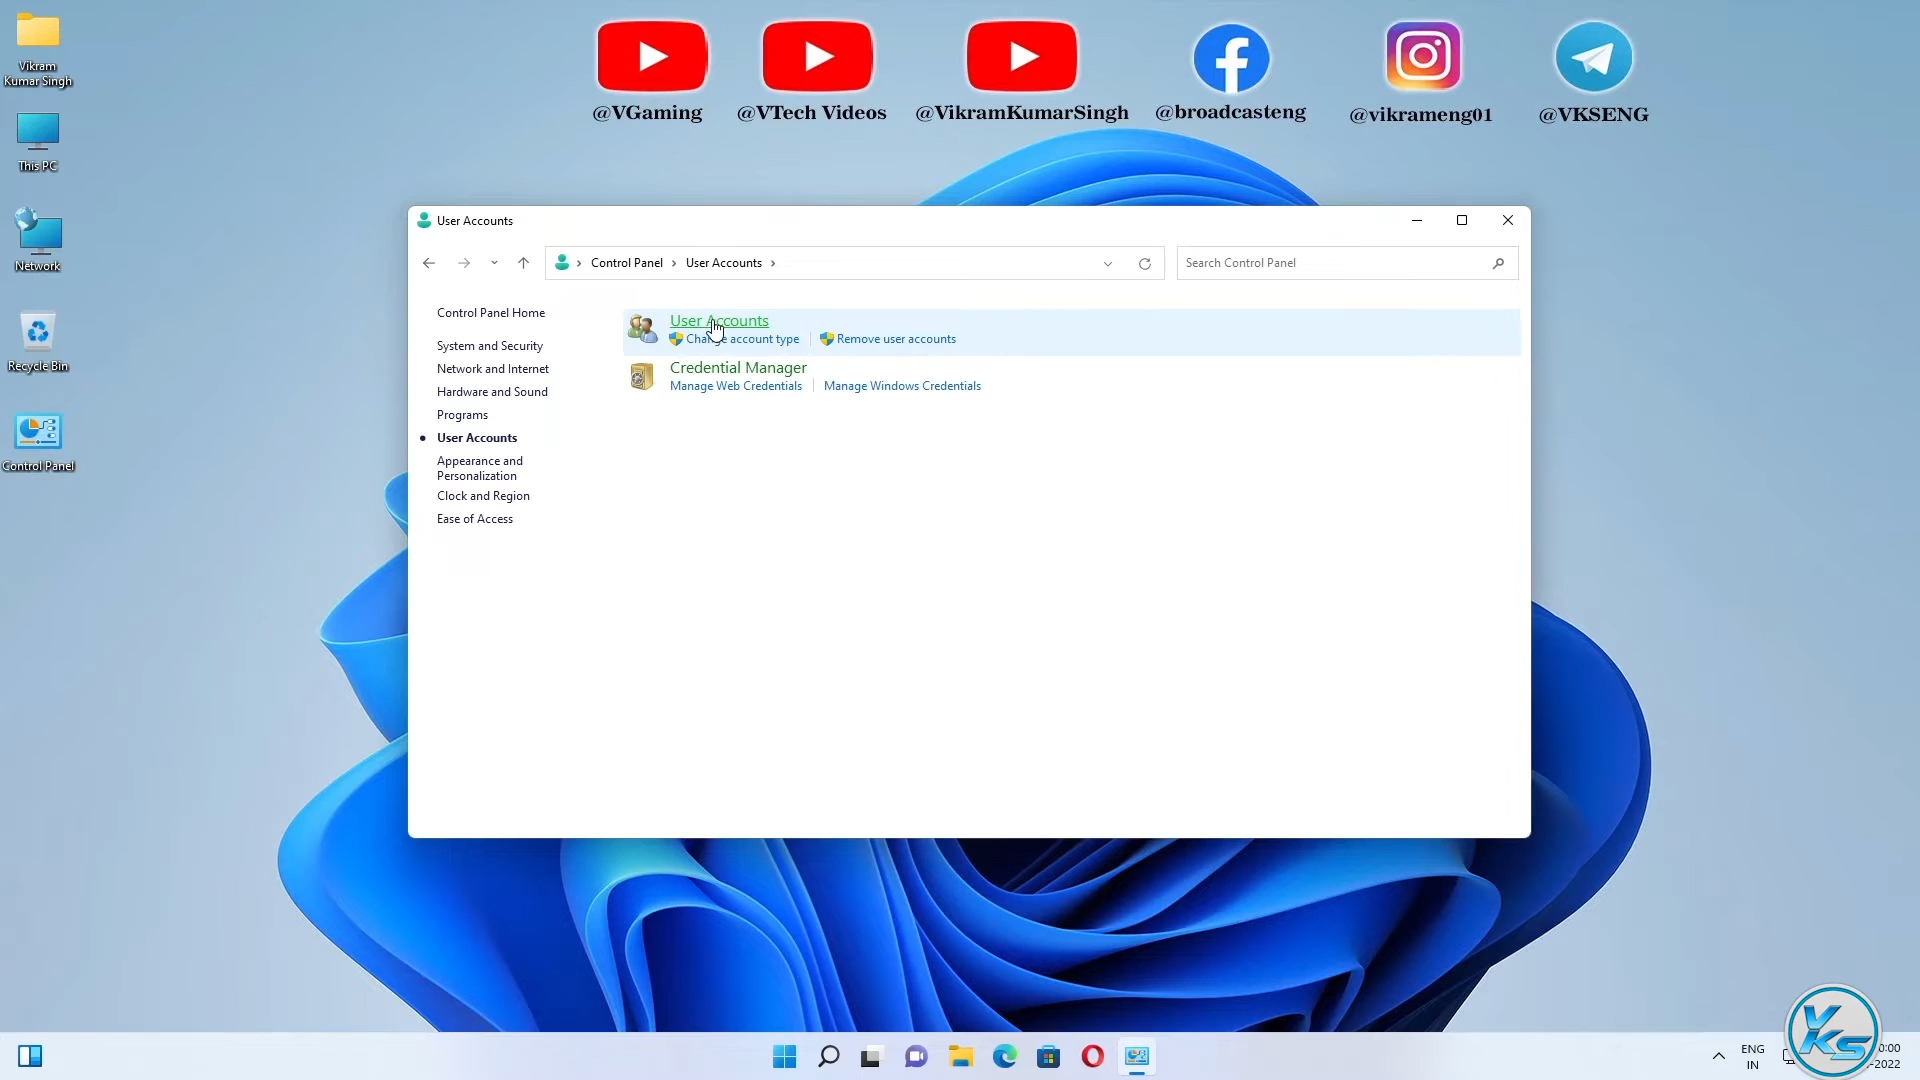 Vikram
Kumar Singh
This PC
Network
Recycle Bin
Control Panel
@VGaming
@VTech Videos
@VikramKumarSingh
@broadcasteng
@vikrameng01
@VKSENG
User Accounts
Control Panel
User Accounts
Search Control Panel
Control Panel Home
System and Security
Network and Internet
Hardware and Sound
Programs
User Accounts
Appearance and
Personalization
Clock and Region
Ease of Access
User Accounts
Change account type
Remove user accounts
Credential Manager
Manage Web Credentials
Manage Windows Credentials
ENG
IN
VKS